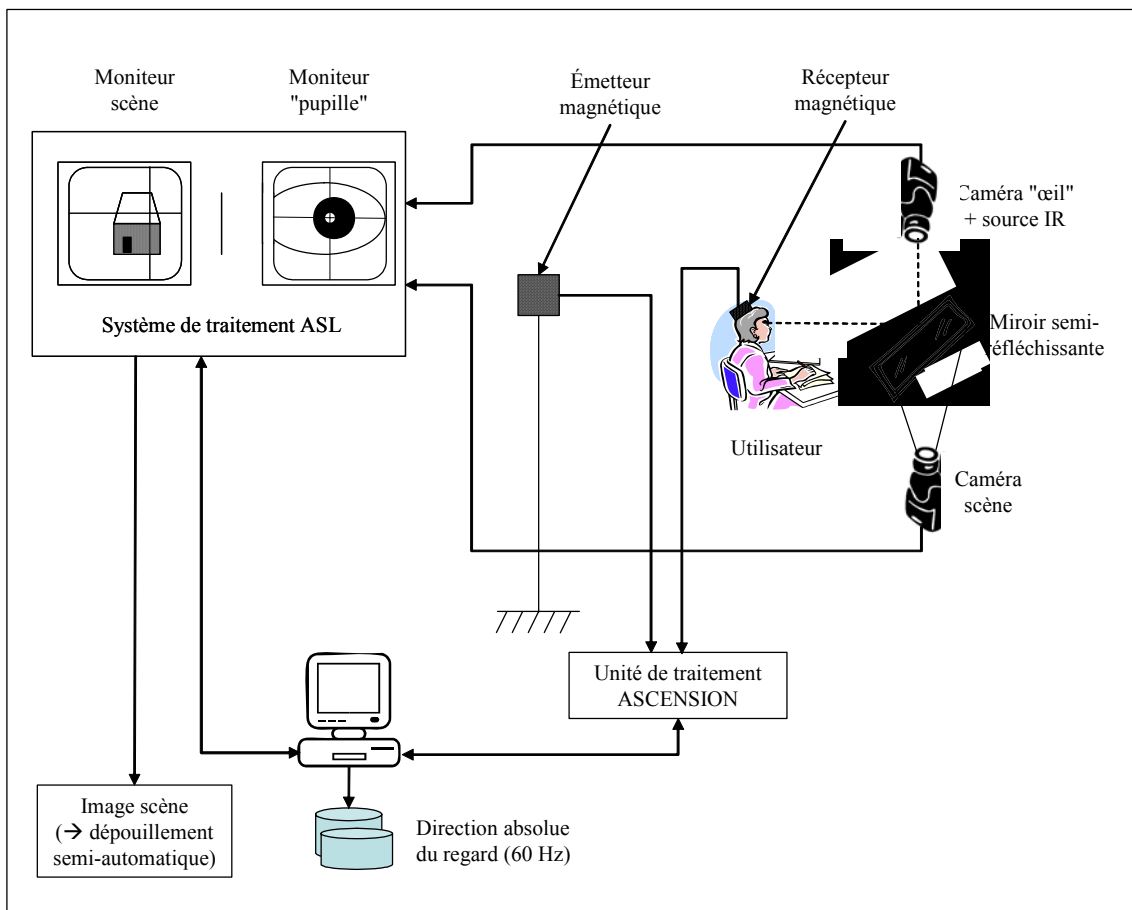 Moniteur
scène
Moniteur
"pupille"
Émetteur
magnétique
Récepteur
magnétique
Caméra "œil"
+ source IR
Système de traitement ASL
Miroir semi-
réfléchissante
Utilisateur
Caméra
scène
Unité de traitement
ASCENSION
Image scène
(→ dépouillement
semi-automatique)
Direction absolue
du regard (60 Hz)